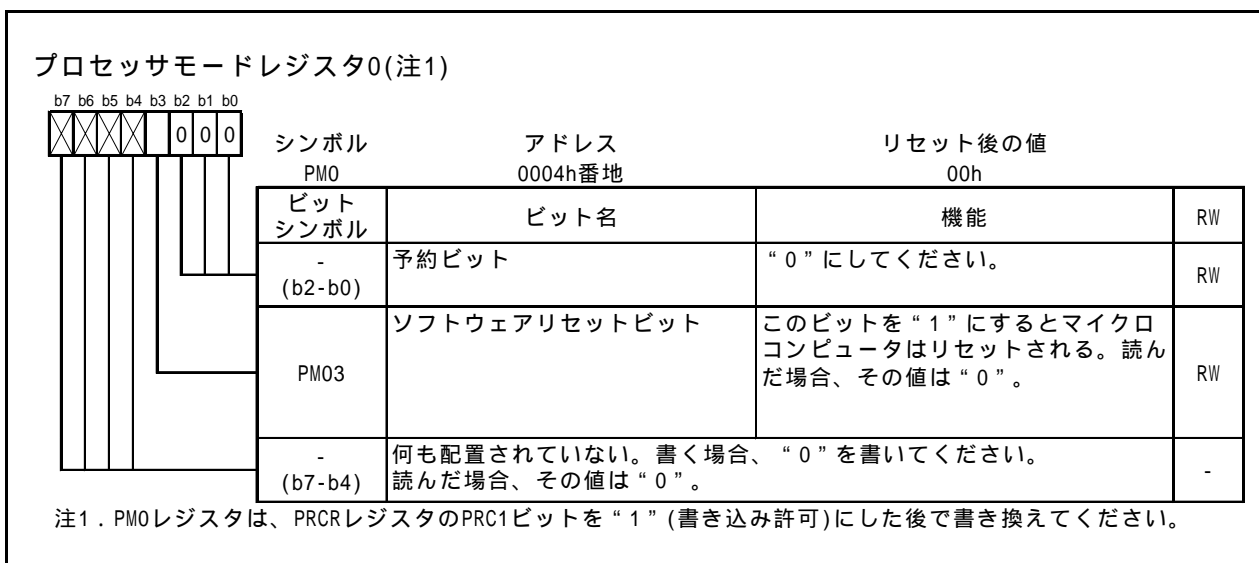 プロセッサモードレジスタ0(注1)
b7 b6 b5 b4 b3 b2 b1 b0
0 0 0
シンボル アドレス リセット後の値
PM0 0004h番地 00h
ビット
シンボル
ビット名
機能
RW
-
(b2-b0)
予約ビット
“0”にしてください。
RW
PM03
ソフトウェアリセットビット
このビットを“1”にするとマイクロ
コンピュータはリセットされる。読ん
だ場合、その値は“0”。
RW
-
(b7-b4)
何も配置されていない。書く場合、“0”を書いてください。
読んだ場合、その値は“0”。
-
注1．PM0レジスタは、PRCRレジスタのPRC1ビットを“1”(書き込み許可)にした後で書き換えてください。